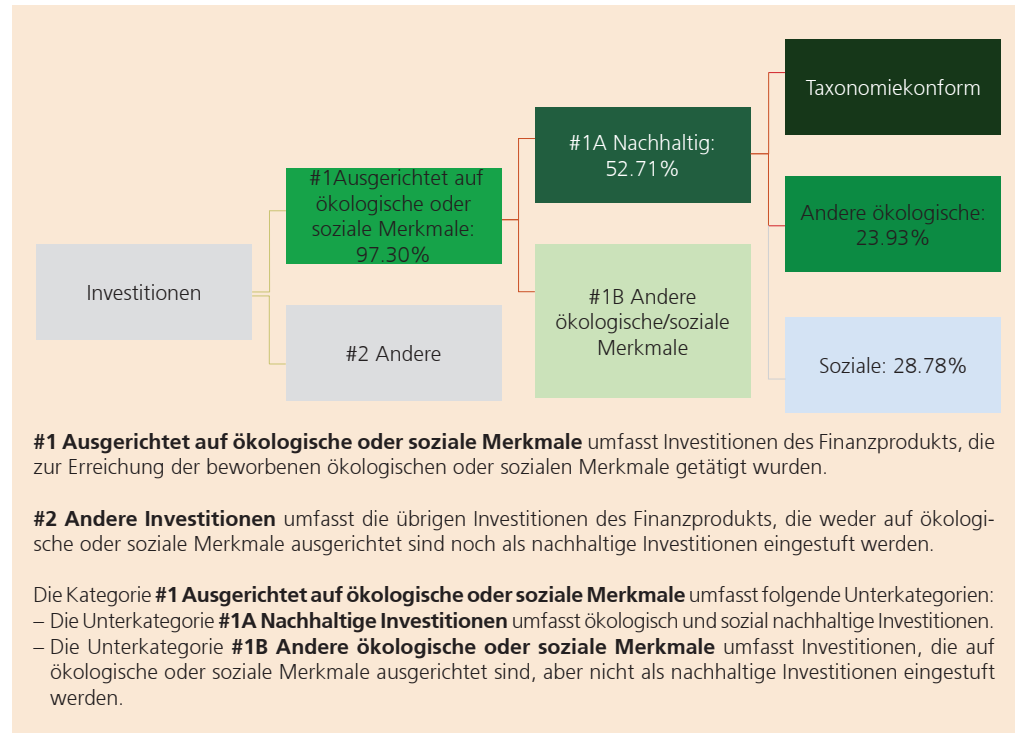 Taxonomiekonform
#1A Nachhaltig:
52.71%
#1Ausgerichtet auf
ökologische oder
soziale Merkmale:
97.30%
Andere ökologische:
23.93%
Investitionen
#1B Andere
ökologische/soziale
Merkmale
#2 Andere
Soziale: 28.78%
#1 Ausgerichtet auf ökologische oder soziale Merkmale umfasst Investitionen des Finanzprodukts, die
zur Erreichung der beworbenen ökologischen oder sozialen Merkmale getätigt wurden.
#2 Andere Investitionen umfasst die übrigen Investitionen des Finanzprodukts, die weder auf ökologi-
sche oder soziale Merkmale ausgerichtet sind noch als nachhaltige Investitionen eingestuft werden.
Die Kategorie #1 Ausgerichtet auf ökologische oder soziale Merkmale umfasst folgende Unterkategorien:
– Die Unterkategorie #1A Nachhaltige Investitionen umfasst ökologisch und sozial nachhaltige Investitionen.
– Die Unterkategorie #1B Andere ökologische oder soziale Merkmale umfasst Investitionen, die auf
ökologische oder soziale Merkmale ausgerichtet sind, aber nicht als nachhaltige Investitionen eingestuft
werden.